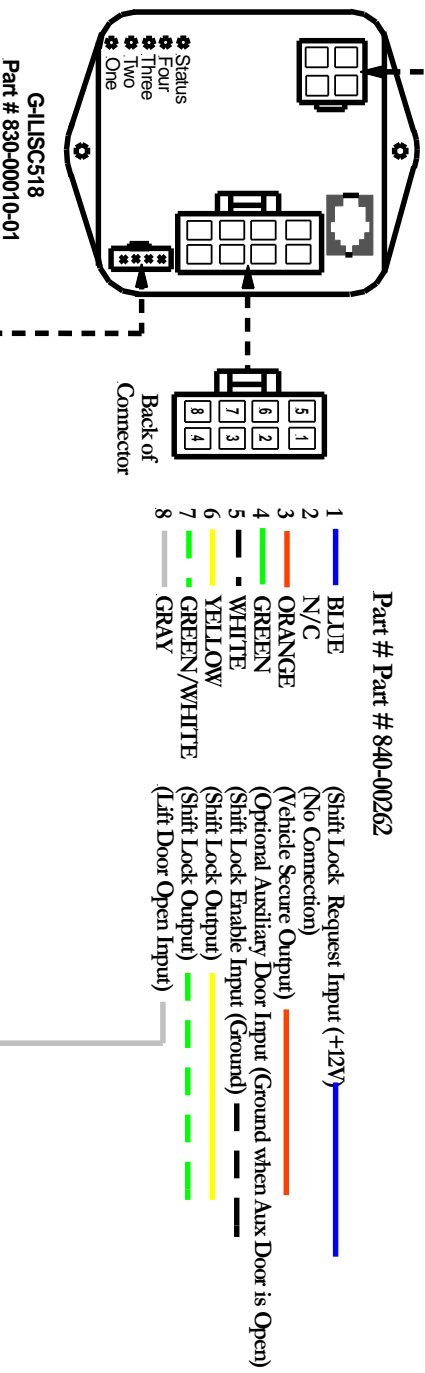 Part # Part # 840-00262
1 BLUE (Shift Lock Request Input (+12V)
2 N/C (No Connection)
3 ORANGE (Vehicle Secure Output)
4 GREEN (Optional Auxiliary Door Input (Ground when Aux Door is Open)
5 WHITE (Shift Lock Enable Input (Ground)
6 YELLOW (Shift Lock Output)
7 GREEN/WHITE (Shift Lock Output)
8 GRAY (Lift Door Open Input)
5 1
6 2
7 3
8 4
Back of
Connector
Status
Four
Three
Two
One
G-ILISC518
Part # 830-00010-01